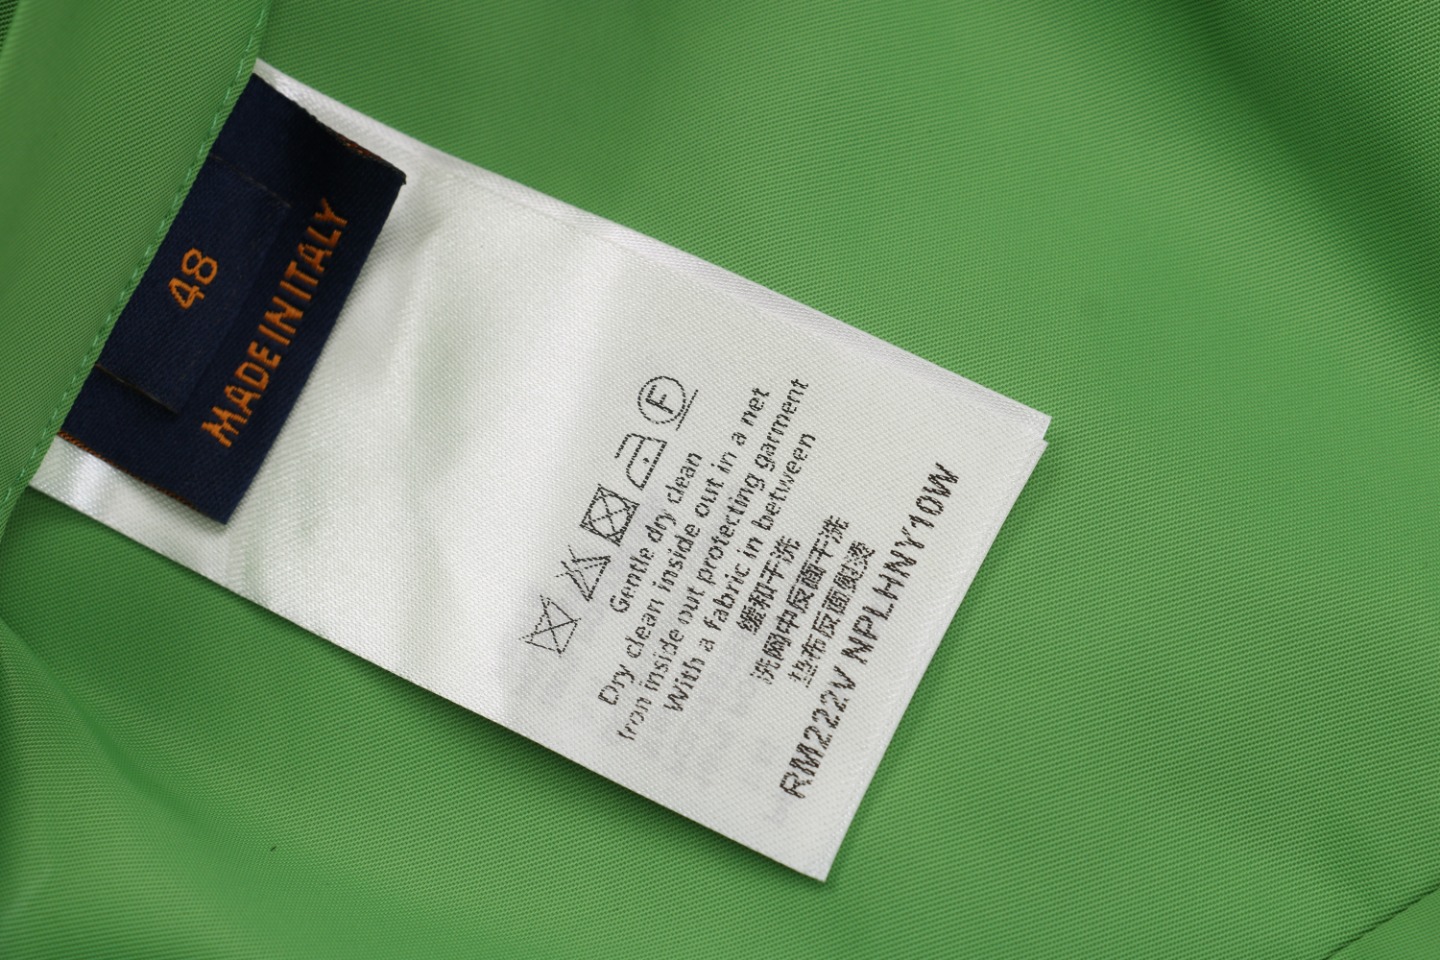 48
MADE IN ITALY
F
Gentle dry clean
Dry clean inside out in a net
Iron inside out protecting garment
With a fabric in between
缓和干洗
洗网中反面干洗
垫布反面熨烫
RM222V NPLHNY10W